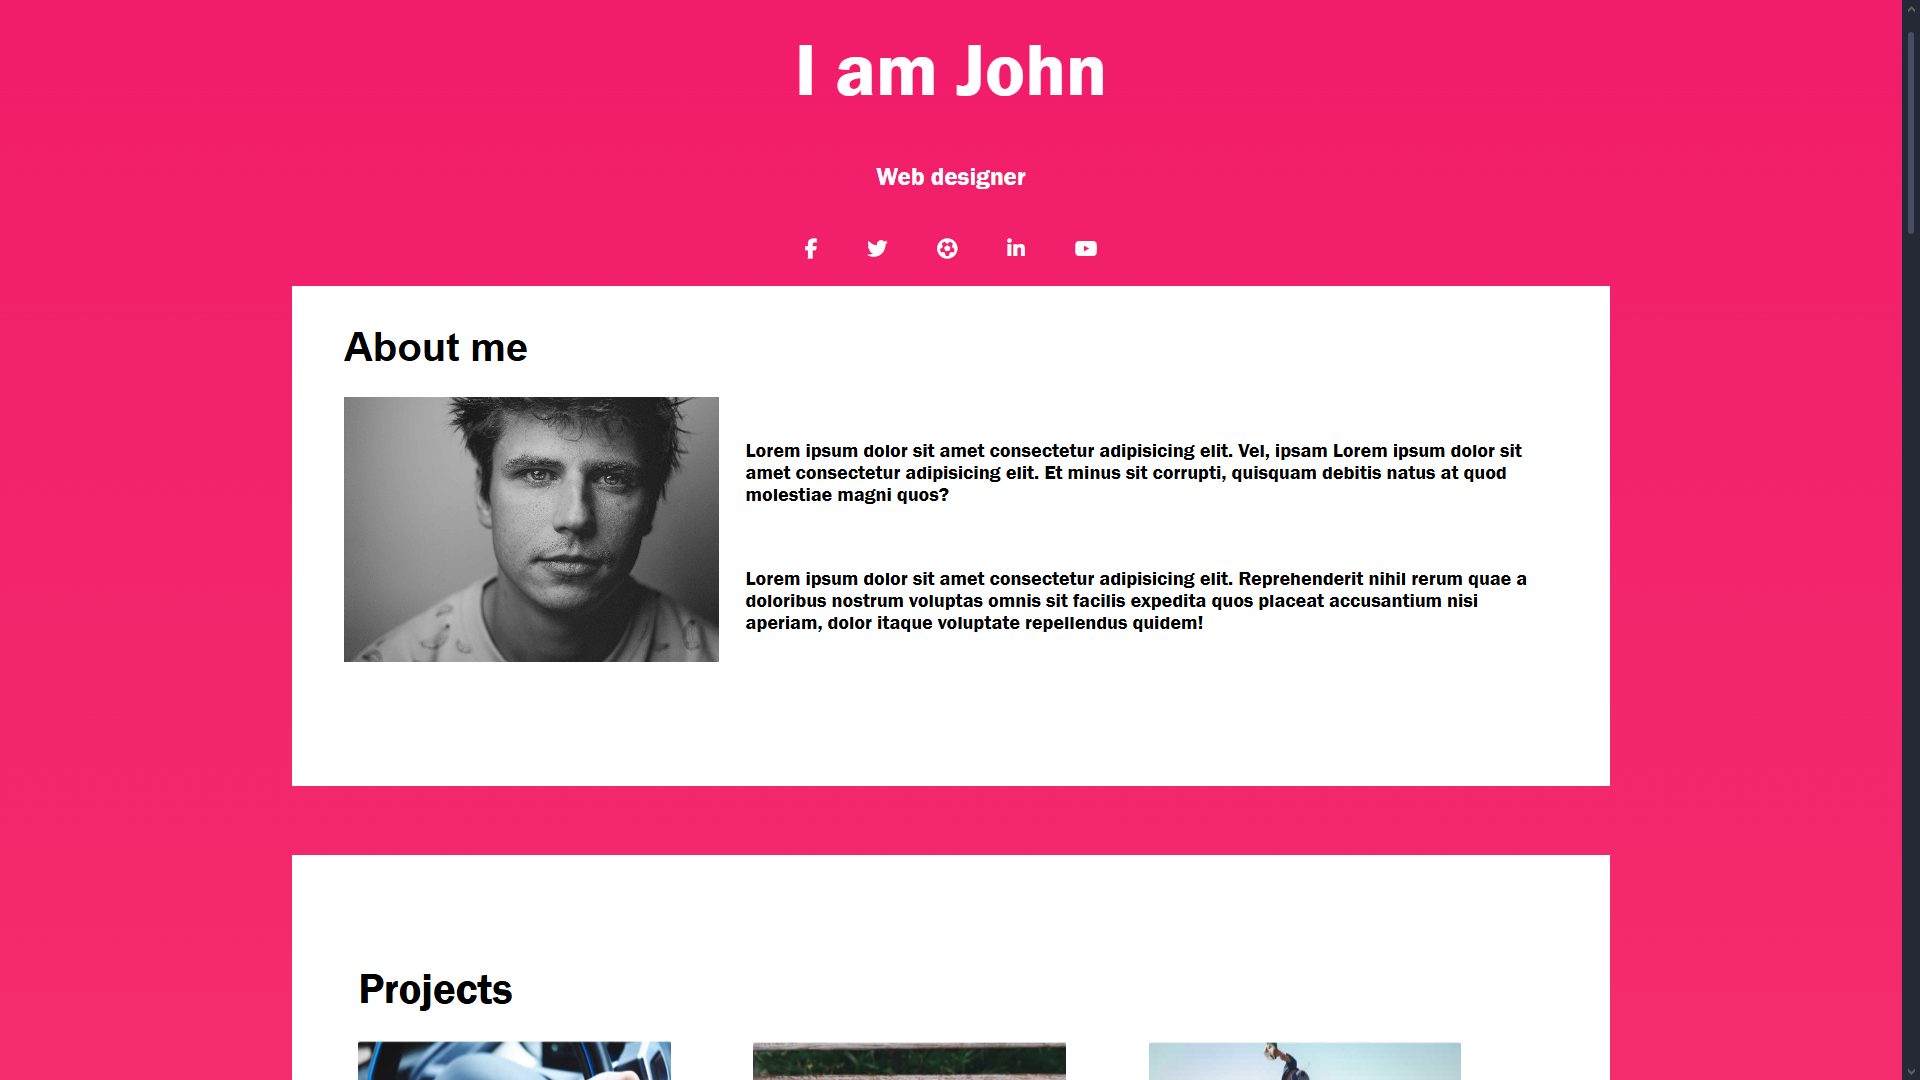 I am John
Web designer
About me
Lorem ipsum dolor sit amet consectetur adipisicing elit. Vel, ipsam Lorem ipsum dolor sit
amet consectetur adipisicing elit. Et minus sit corrupti, quisquam debitis natus at quod
molestiae magni quos?
Lorem ipsum dolor sit amet consectetur adipisicing elit. Reprehenderit nihil rerum quae a
doloribus nostrum voluptas omnis sit facilis expedita quos placeat accusantium nisi
aperiam, dolor itaque voluptate repellendus quidem!
Projects